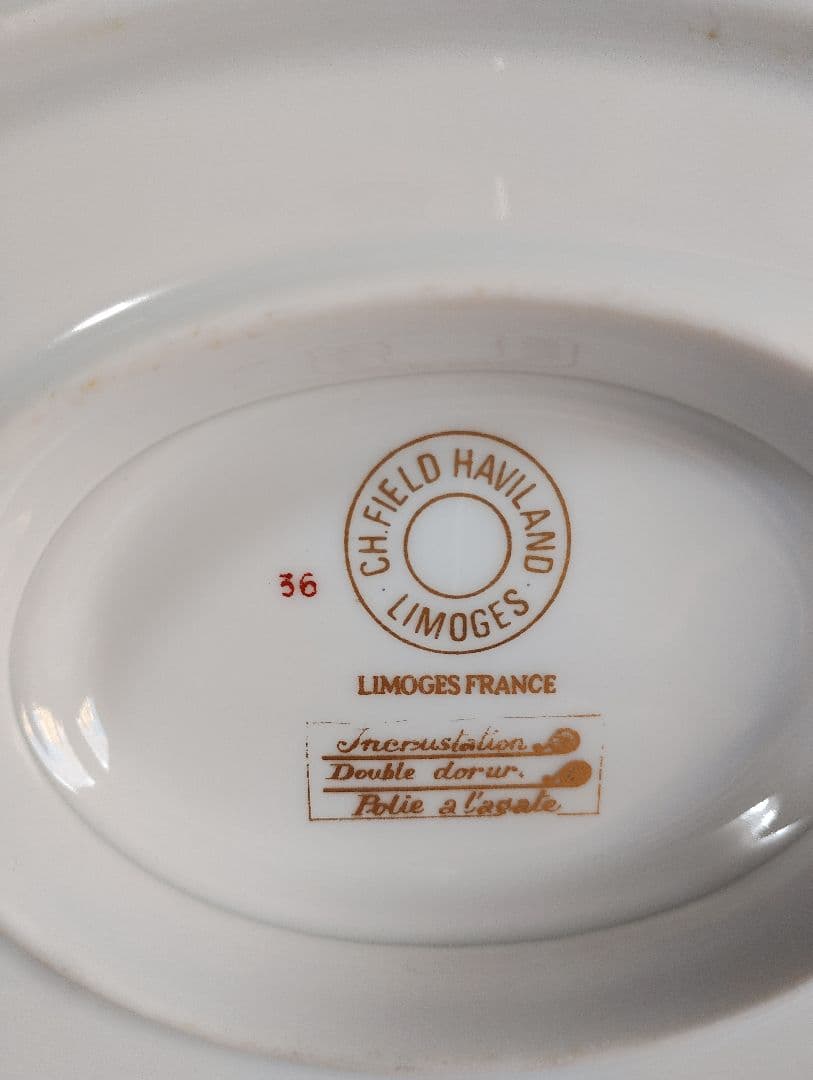 CH. FIELD HAVILAND
· LIMOGES ·
36
LIMOGES FRANCE
Incrustation
Double dorur.
Polie a l'agate